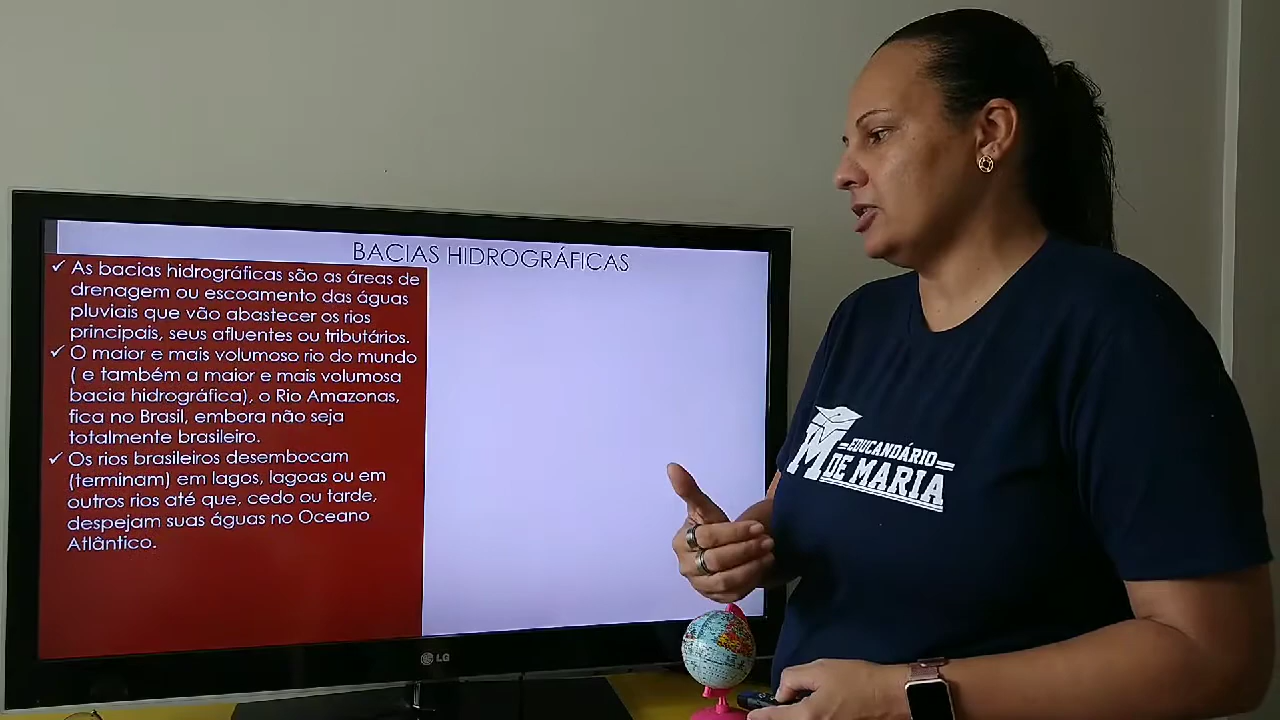 BACIAS HIDROGRÁFICAS
✓ As bacias hidrográficas são as áreas de
drenagem ou escoamento das águas
pluviais que vão abastecer os rios
principais, seus afluentes ou tributários.
✓ O maior e mais volumoso rio do mundo
( e também a maior e mais volumosa
bacia hidrográfica), o Rio Amazonas,
fica no Brasil, embora não seja
totalmente brasileiro.
✓ Os rios brasileiros desembocam
(terminam) em lagos, lagoas ou em
outros rios até que, cedo ou tarde,
despejam suas águas no Oceano
Atlântico.
LG
M EDUCANDÁRIO
DE MARIA